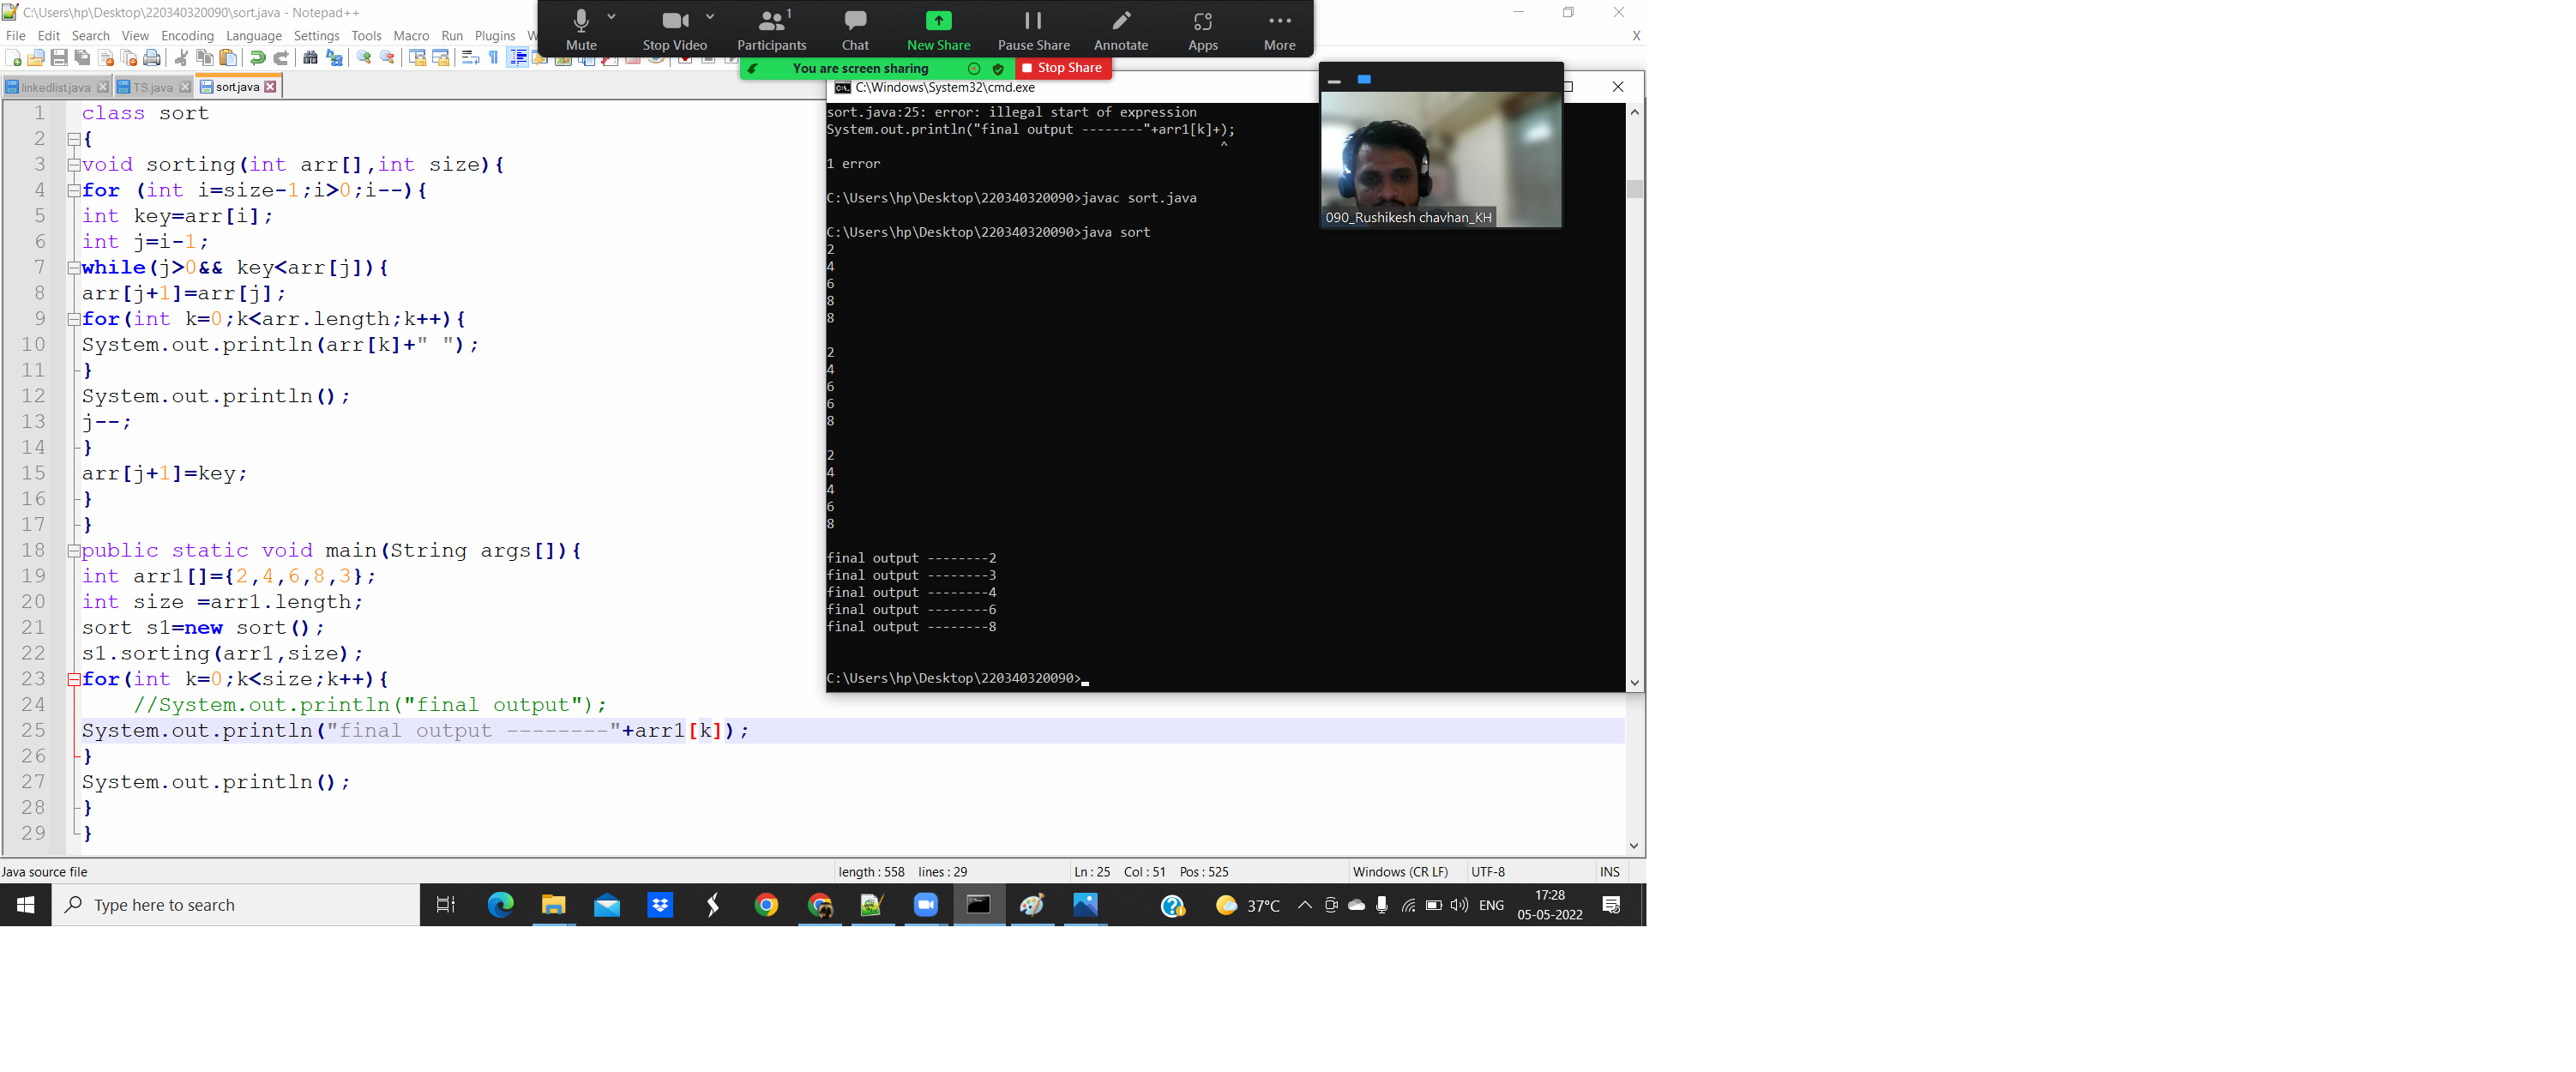 C:\Users\hp\Desktop\220340320090\sort.java - Notepad++
File Edit Search View Encoding Language Settings Tools Macro Run Plugins W
X
Mute
Stop Video
1
Participants
Chat
New Share
Pause Share
Annotate
Apps
More
You are screen sharing
Stop Share
linkedlist.java TS.java sort.java
1 class sort
2 {
3 void sorting(int arr[],int size){
4 for (int i=size-1;i>0;i--){
5 int key=arr[i];
6 int j=i-1;
7 while(j>0&& key<arr[j]){
8 arr[j+1]=arr[j];
9 for(int k=0;k<arr.length;k++){
10 System.out.println(arr[k]+" ");
11 }
12 System.out.println();
13 j--;
14 }
15 arr[j+1]=key;
16 }
17 }
18 public static void main(String args[]){
19 int arr1[]={2,4,6,8,3};
20 int size =arr1.length;
21 sort s1=new sort();
22 s1.sorting(arr1,size);
23 for(int k=0;k<size;k++){
24 //System.out.println("final output");
25 System.out.println("final output --------"+arr1[k]);
26 }
27 System.out.println();
28 }
29 }
C:\Windows\System32\cmd.exe
sort.java:25: error: illegal start of expression
System.out.println("final output --------"+arr1[k]+);
^
1 error
C:\Users\hp\Desktop\220340320090>javac sort.java
C:\Users\hp\Desktop\220340320090>java sort
2
4
6
8
8
2
4
6
6
8
2
4
4
6
8
final output --------2
final output --------3
final output --------4
final output --------6
final output --------8
C:\Users\hp\Desktop\220340320090>
090_Rushikesh chavhan_KH
Java source file length : 558 lines : 29 Ln : 25 Col : 51 Pos : 525 Windows (CR LF) UTF-8 INS
Type here to search
37°C
ENG
17:28
05-05-2022